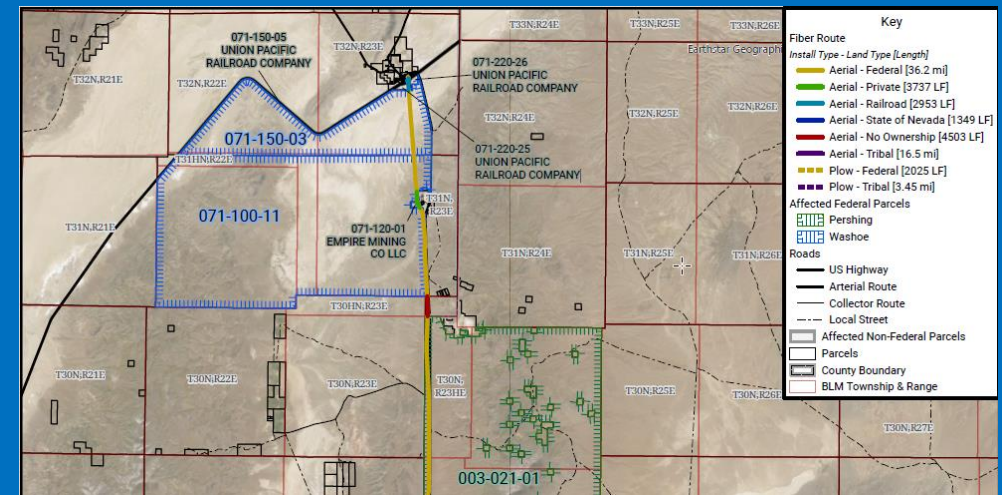 T33N,R24E
T33N,R25E
T33N,R26E
071-150-05
UNION PACIFIC
RAILROAD COMPANY
T32N,R23E
Earthstar Geographi
T32N,R21E
T32N,R22E
071-220-26
UNION PACIFIC
RAILROAD COMPANY
T32N,R24E
T32N,R25E
T32N,R26E
071-150-03
071-220-25
UNION PACIFIC
RAILROAD COMPANY
T31HN,R22E
T31N,
R23E
071-100-11
T31N,R21E
071-120-01
EMPIRE MINING
CO LLC
T31N,R24E
T31N,R25E
T31N,R26E
T30HN,R23E
T30N,R21E
T30N,R22E
T30N,R23E
T30N,
R23HE
T30N,R25E
T30N,R26E
T30N,R27E
003-021-01
Key
Fiber Route
Install Type - Land Type [Length]
Aerial - Federal [36.2 mi]
Aerial - Private [3737 LF]
Aerial - Railroad [2953 LF]
Aerial - State of Nevada [1349 LF]
Aerial - No Ownership [4503 LF]
Aerial - Tribal [16.5 mi]
Plow - Federal [2025 LF]
Plow - Tribal [3.45 mi]
Affected Federal Parcels
Pershing
Washoe
Roads
US Highway
Arterial Route
Collector Route
Local Street
Affected Non-Federal Parcels
Parcels
County Boundary
BLM Township & Range